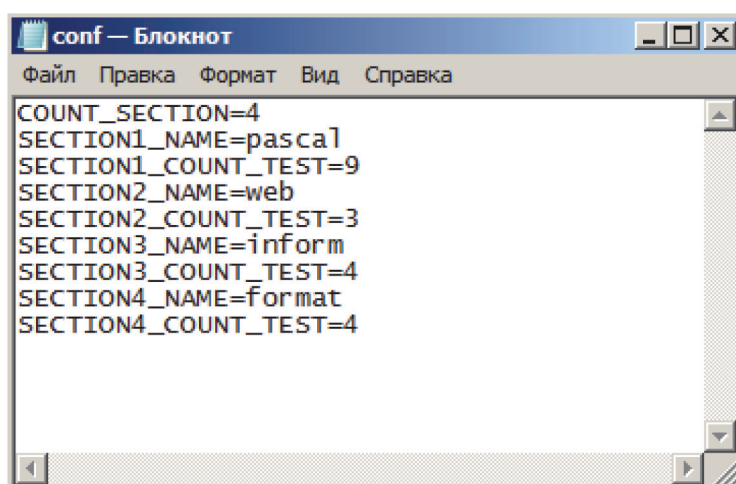 conf — Блокнот
Файл Правка Формат Вид Справка
COUNT_SECTION=4
SECTION1_NAME=pascal
SECTION1_COUNT_TEST=9
SECTION2_NAME=web
SECTION2_COUNT_TEST=3
SECTION3_NAME=inform
SECTION3_COUNT_TEST=4
SECTION4_NAME=format
SECTION4_COUNT_TEST=4